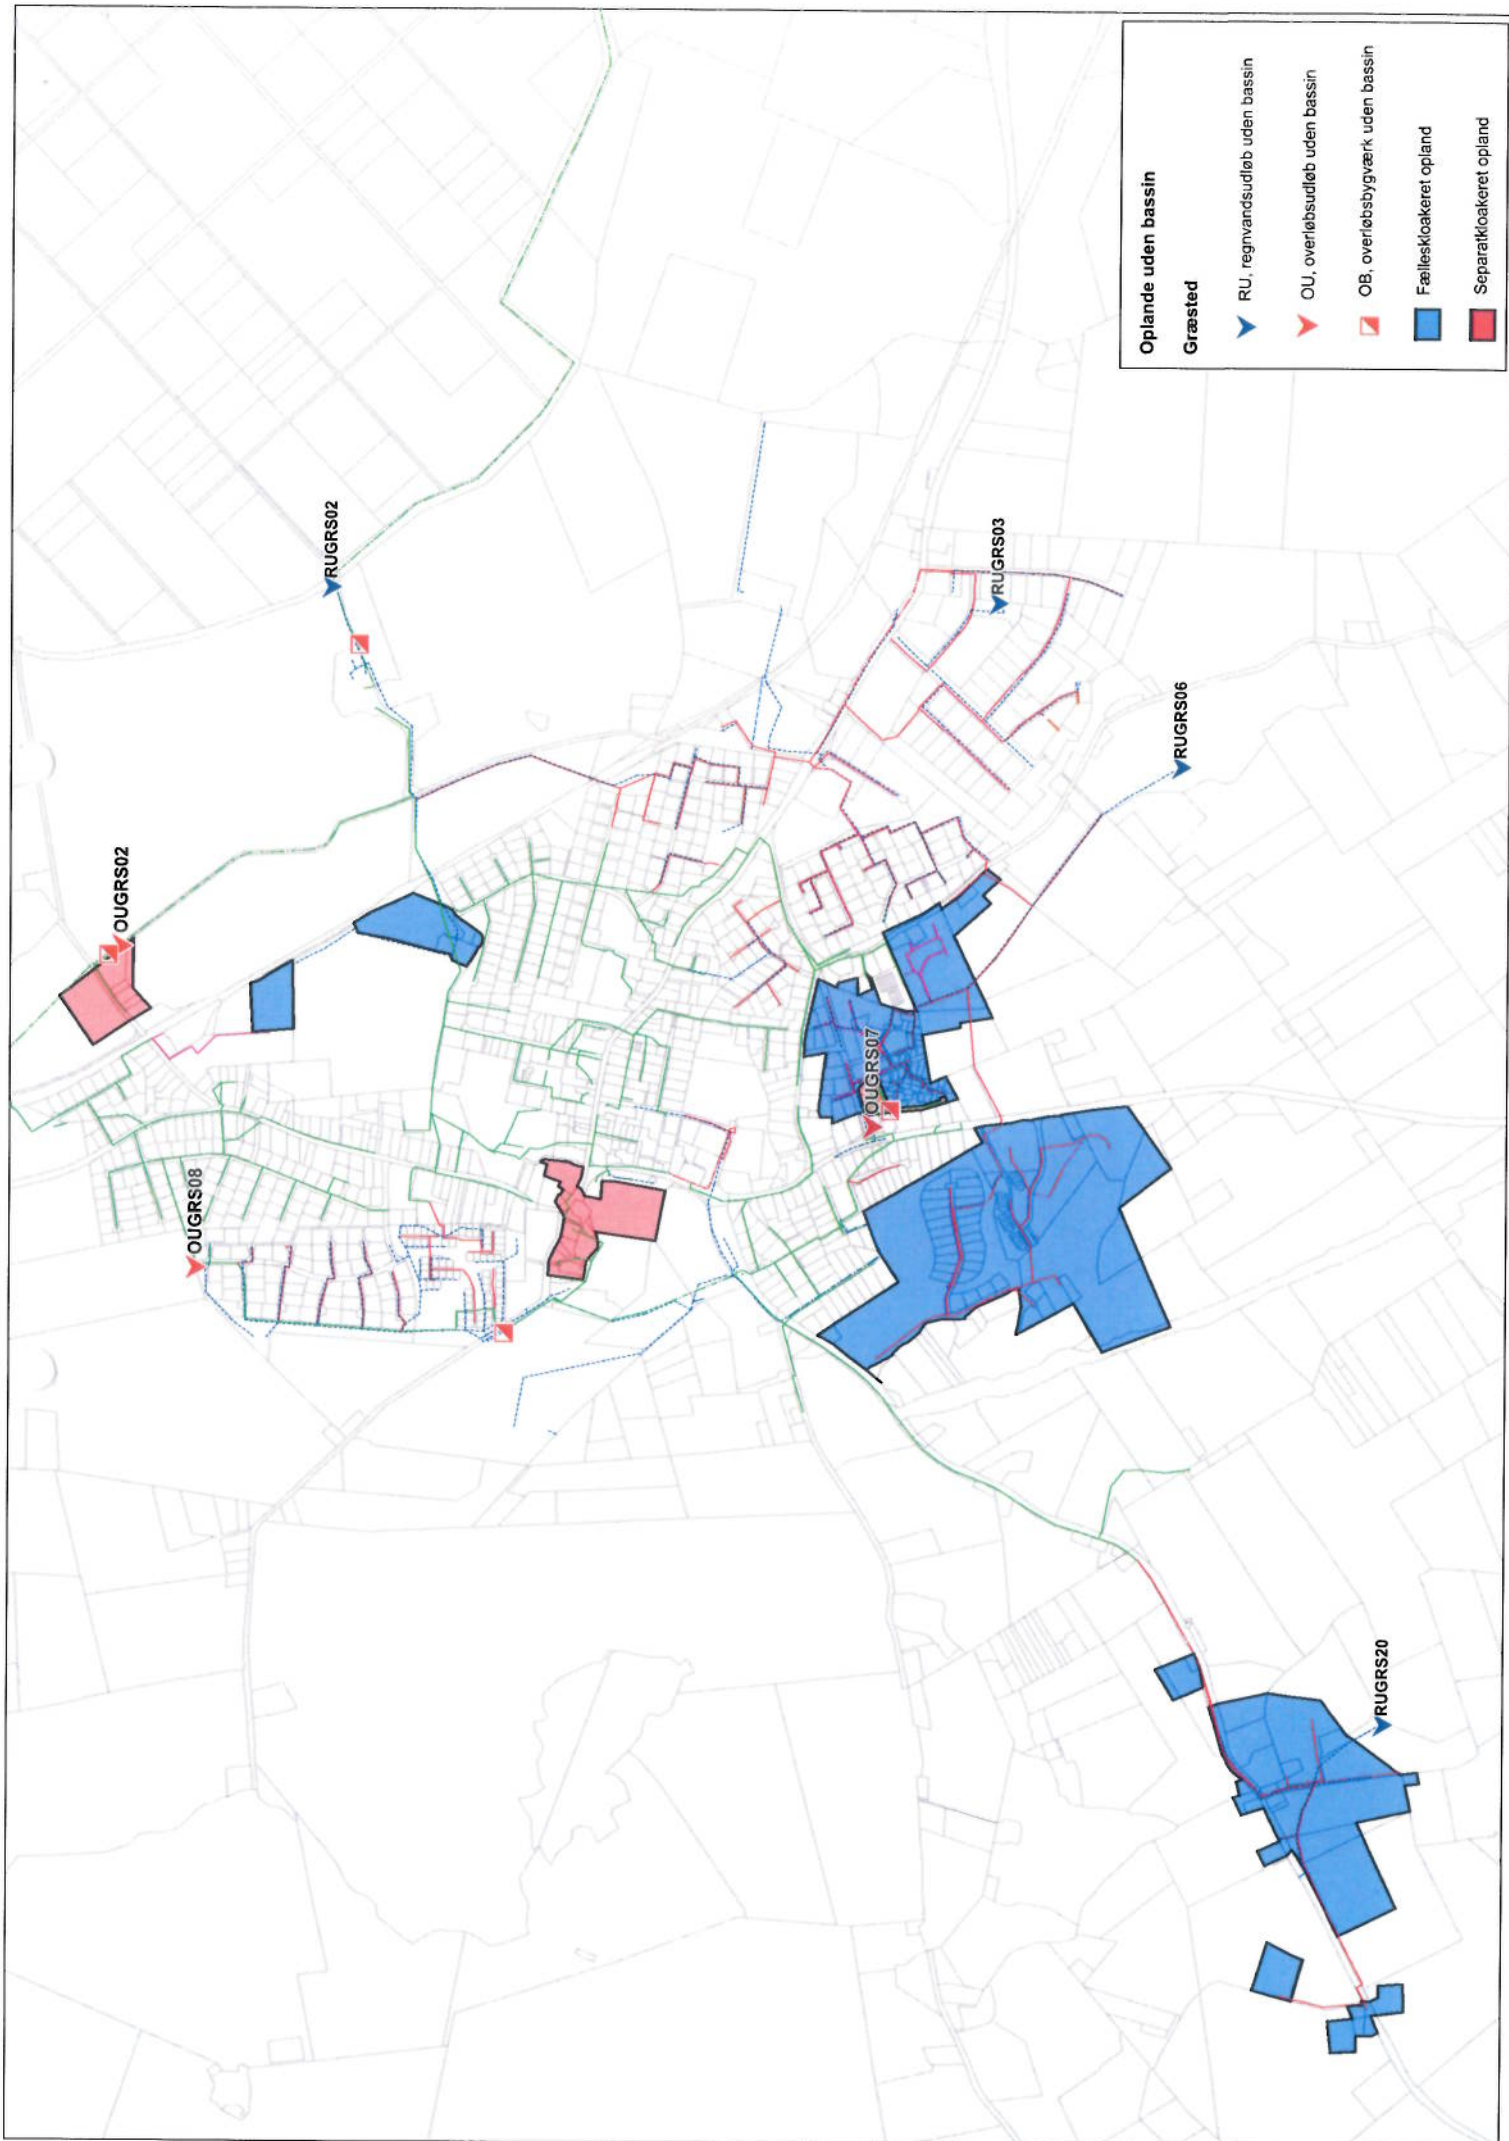 OUGRS08
OUGRS02
RUGRS02
OUGRS07
RUGRS03
RUGRS06
RUGRS20
Oplande uden bassin
Græsted
RU, regnvandsudløb uden bassin
OU, overløbsudløb uden bassin
OB, overløbsbygværk uden bassin
Fælleskloakeret opland
Separatkloakeret opland